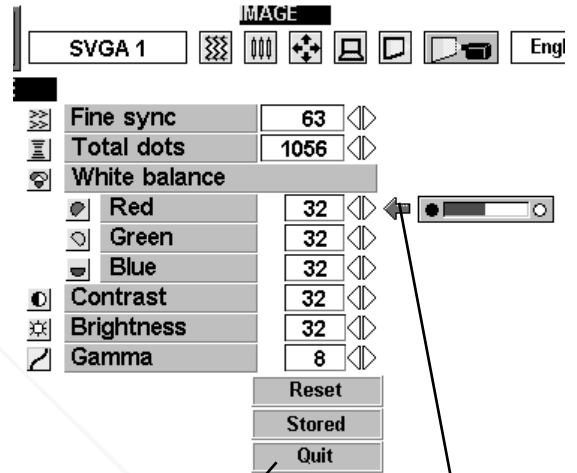 IMAGE
SVGA 1
Engl
Fine sync 63
Total dots 1056
White balance
Red 32
Green 32
Blue 32
Contrast 32
Brightness 32
Gamma 8
Reset
Stored
Quit